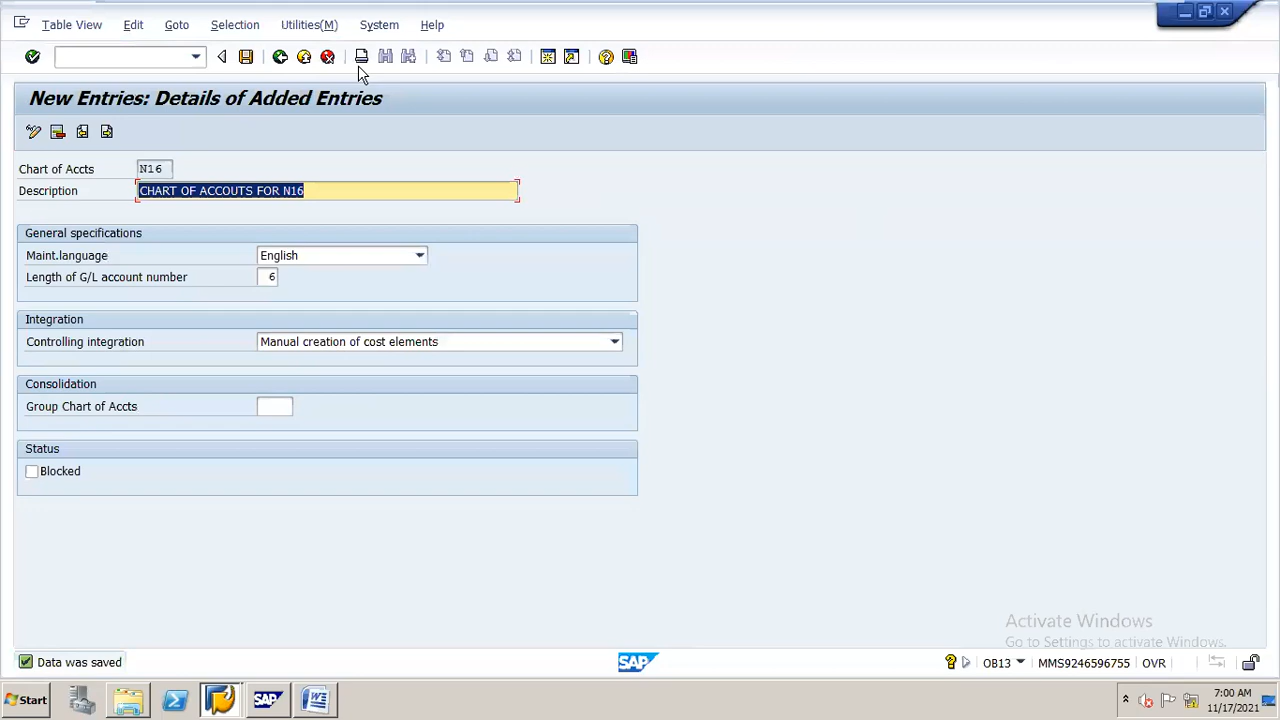 Table View Edit Goto Selection Utilities(M) System Help
New Entries: Details of Added Entries
Chart of Accts N16
Description CHART OF ACCOUTS FOR N16
General specifications
Maint.language English
Length of G/L account number 6
Integration
Controlling integration Manual creation of cost elements
Consolidation
Group Chart of Accts
Status
Blocked
Activate Windows
Go to Settings to activate Windows.
Data was saved SAP OB13 MMS9246596755 OVR
Start SAP 7:00 AM
11/17/2021